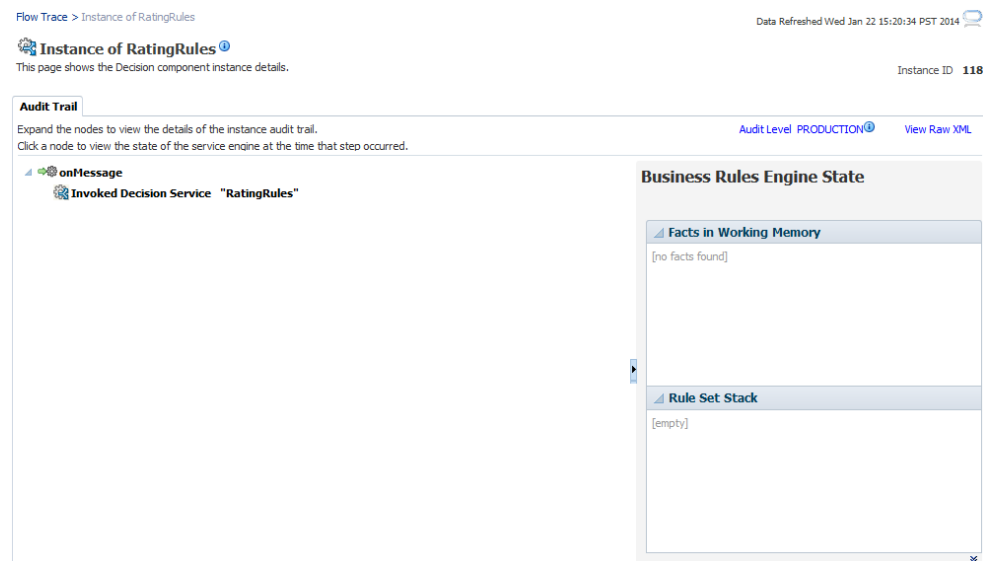 Flow Trace > Instance of RatingRules
Data Refreshed Wed Jan 22 15:20:34 PST 2014
Instance of RatingRules
This page shows the Decision component instance details.
Instance ID 118
Audit Trail
Expand the nodes to view the details of the instance audit trail.
Audit Level PRODUCTION
View Raw XML
Click a node to view the state of the service engine at the time that step occurred.
onMessage
Invoked Decision Service "RatingRules"
Business Rules Engine State
Facts in Working Memory
[no facts found]
Rule Set Stack
[empty]